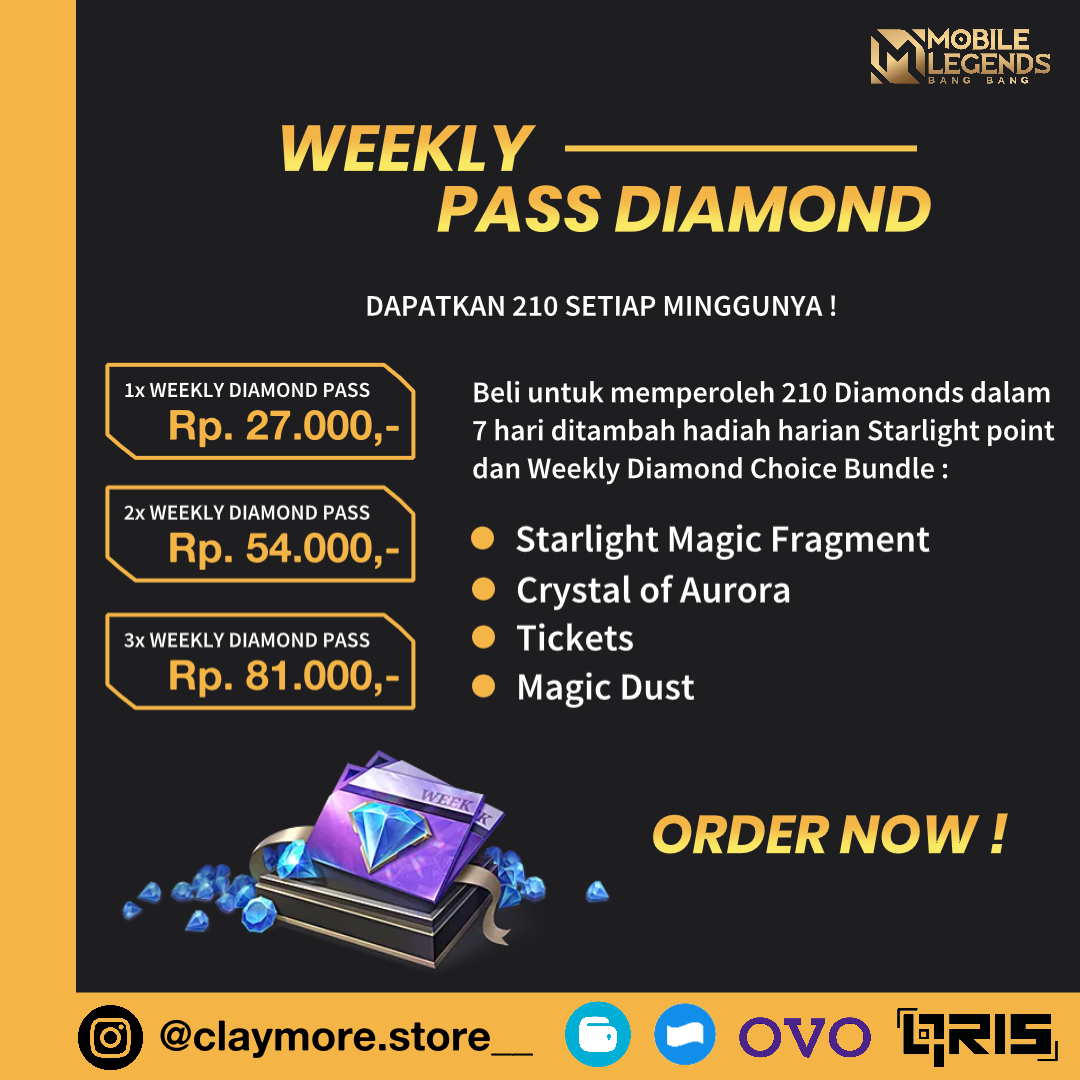 MOBILE
LEGENDS
BANG BANG
WEEKLY
PASS DIAMOND
DAPATKAN 210 SETIAP MINGGUNYA !
1x WEEKLY DIAMOND PASS
Rp. 27.000,-
2x WEEKLY DIAMOND PASS
Rp. 54.000,-
3x WEEKLY DIAMOND PASS
Rp. 81.000,-
Beli untuk memperoleh 210 Diamonds dalam
7 hari ditambah hadiah harian Starlight point
dan Weekly Diamond Choice Bundle :
Starlight Magic Fragment
Crystal of Aurora
Tickets
Magic Dust
WEEK
K
ORDER NOW !
@claymore.store__
OVO
QRIS